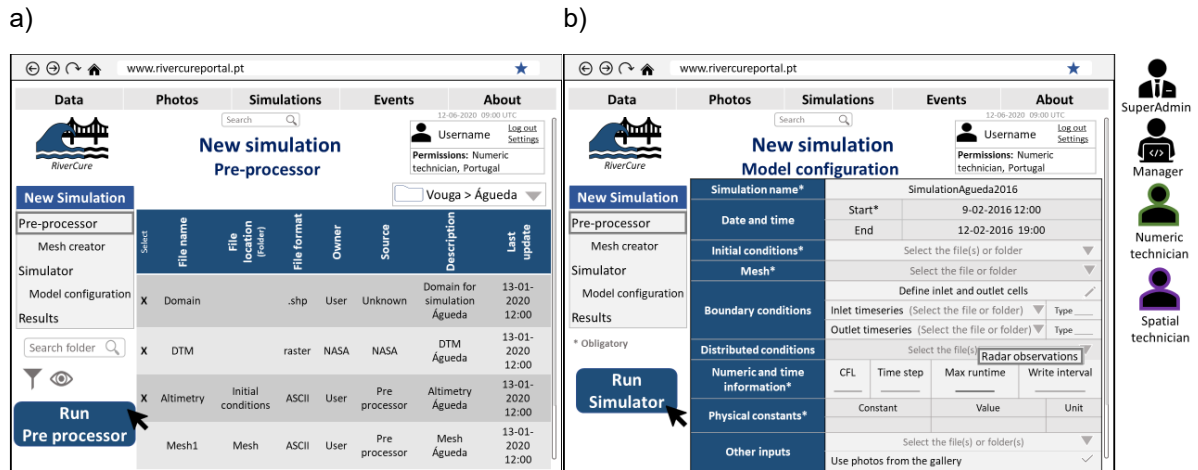 a)
www.rivercureportal.pt
Data Photos Simulations Events About
Search
12-06-2020 09:00 UTC
RiverCure
New simulation
Pre-processor
Username
Log out
Settings
Permissions: Numeric
technician, Portugal
New Simulation
Pre-processor
Mesh creator
Simulator
Model configuration
Results
Search folder
Run
Pre processor
Vouga > Águeda
Select
File name
File
location
(Folder)
File format
Owner
Source
Description
Last
update
X Domain .shp User Unknown Domain for
simulation
Águeda 13-01-
2020
12:00
X DTM raster NASA NASA DTM
Águeda 13-01-
2020
12:00
X Altimetry Initial
conditions ASCII User Pre
processor Altimetry
Águeda 13-01-
2020
12:00
Mesh1 Mesh ASCII User Pre
processor Mesh
Águeda 13-01-
2020
12:00
b)
www.rivercureportal.pt
Data Photos Simulations Events About
Search
12-06-2020 09:00 UTC
RiverCure
New simulation
Model configuration
Username
Log out
Settings
Permissions: Numeric
technician, Portugal
New Simulation
Pre-processor
Mesh creator
Simulator
Model configuration
Results
* Obligatory
Run
Simulator
Simulation name* SimulationAgueda2016
Date and time
Start* 9-02-2016 12:00
End 12-02-2016 19:00
Initial conditions* Select the file(s) or folder
Mesh* Select the file or folder
Boundary conditions
Define inlet and outlet cells
Inlet timeseries (Select the file or folder) Type ____
Outlet timeseries (Select the file or folder) Type ____
Distributed conditions Select the file(s)
Radar observations
Numeric and time
information*
CFL Time step Max runtime Write interval
Physical constants*
Constant Value Unit
Other inputs
Select the file(s) or folder(s)
Use photos from the gallery
SuperAdmin
Manager
Numeric
technician
Spatial
technician